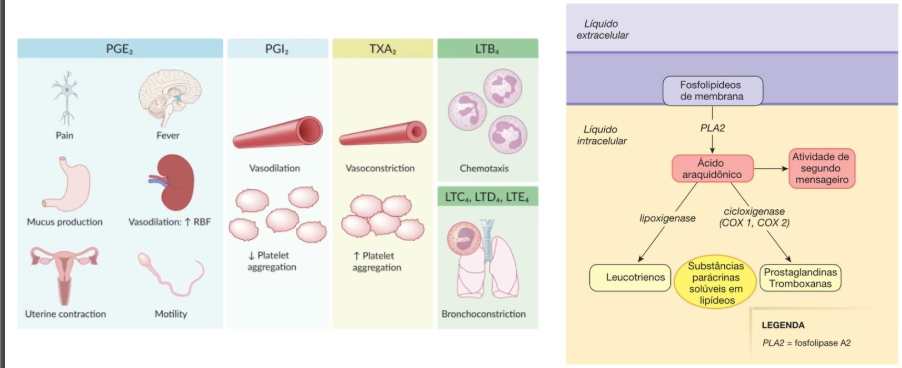 PGE₂
PGI₂
TXA₂
LTB₄
Pain
Fever
Mucus production
Vasodilation: ↑ RBF
Uterine contraction
Motility
Vasodilation
↓ Platelet
aggregation
Vasoconstriction
↑ Platelet
aggregation
Chemotaxis
LTC₄, LTD₄, LTE₄
Bronchoconstriction
Líquido
extracelular
Fosfolipídeos
de membrana
Líquido
intracelular
PLA2
Ácido
araquidônico
Atividade de
segundo
mensageiro
lipoxigenase
cicloxigenase
(COX 1, COX 2)
Leucotrienos
Substâncias
parácrinas
solúveis em
lipídeos
Prostaglandinas
Tromboxanas
LEGENDA
PLA2 = fosfolipase A2